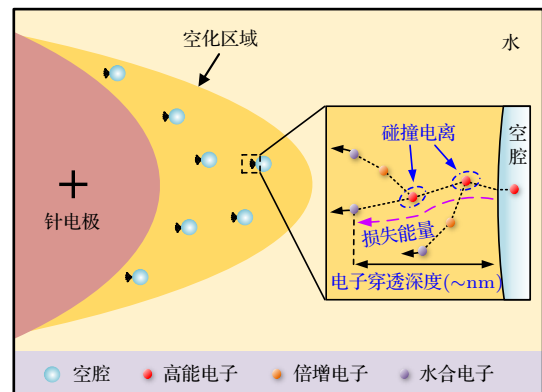 空化区域
水
+
针电极
碰撞电离
空腔
损失能量
电子穿透深度(~nm)
空腔 高能电子 倍增电子 水合电子